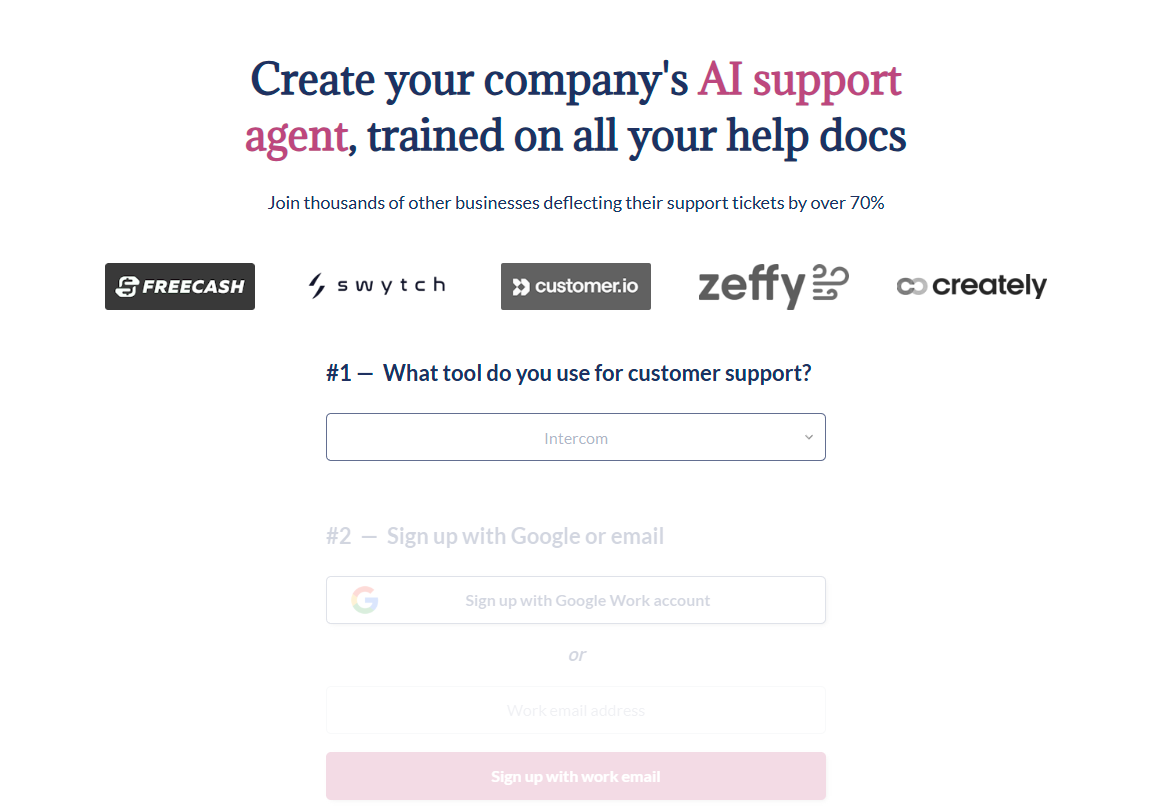 Create your company's AI support
agent, trained on all your help docs
Join thousands of other businesses deflecting their support tickets by over 70%
FREECASH
swytch
customer.io
zeffy
creately
#1 — What tool do you use for customer support?
Intercom
#2 — Sign up with Google or email
Sign up with Google Work account
or
Work email address
Sign up with work email